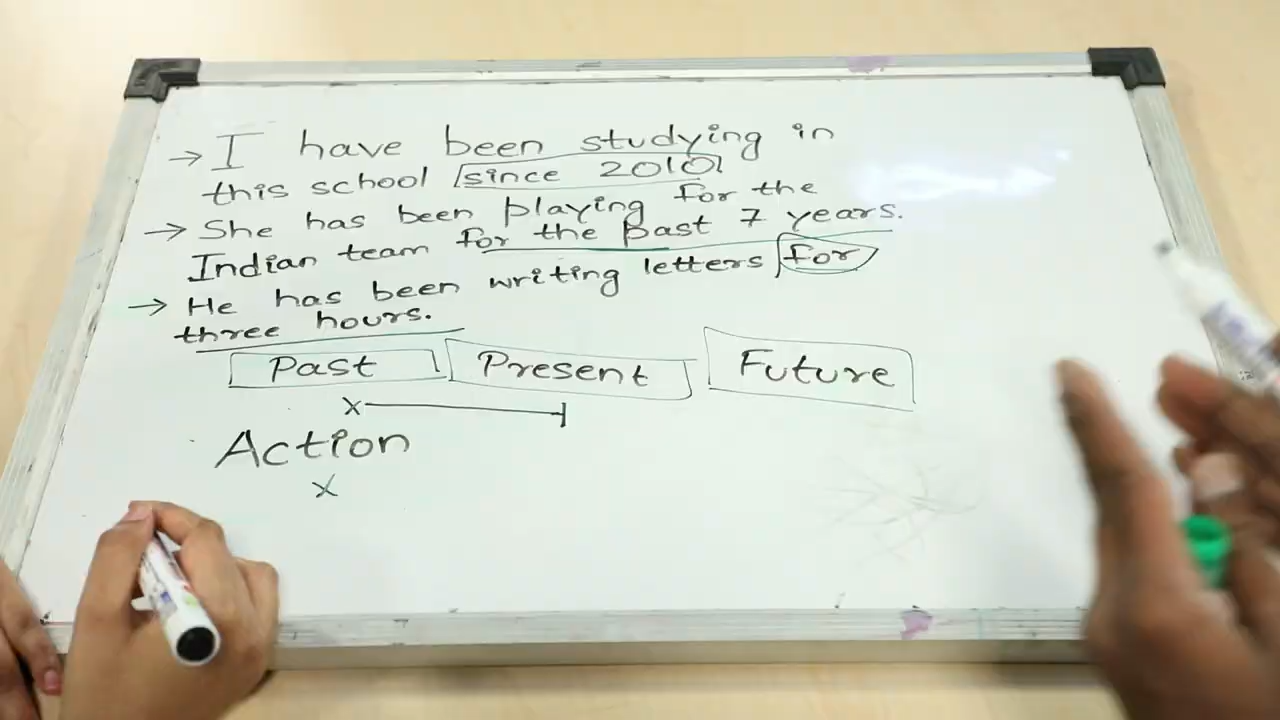 → I have been studying in
this school since 2010
→ She has been playing for the
Indian team for the past 7 years.
→ He has been writing letters for
three hours.
Past Present Future
x
Action
x